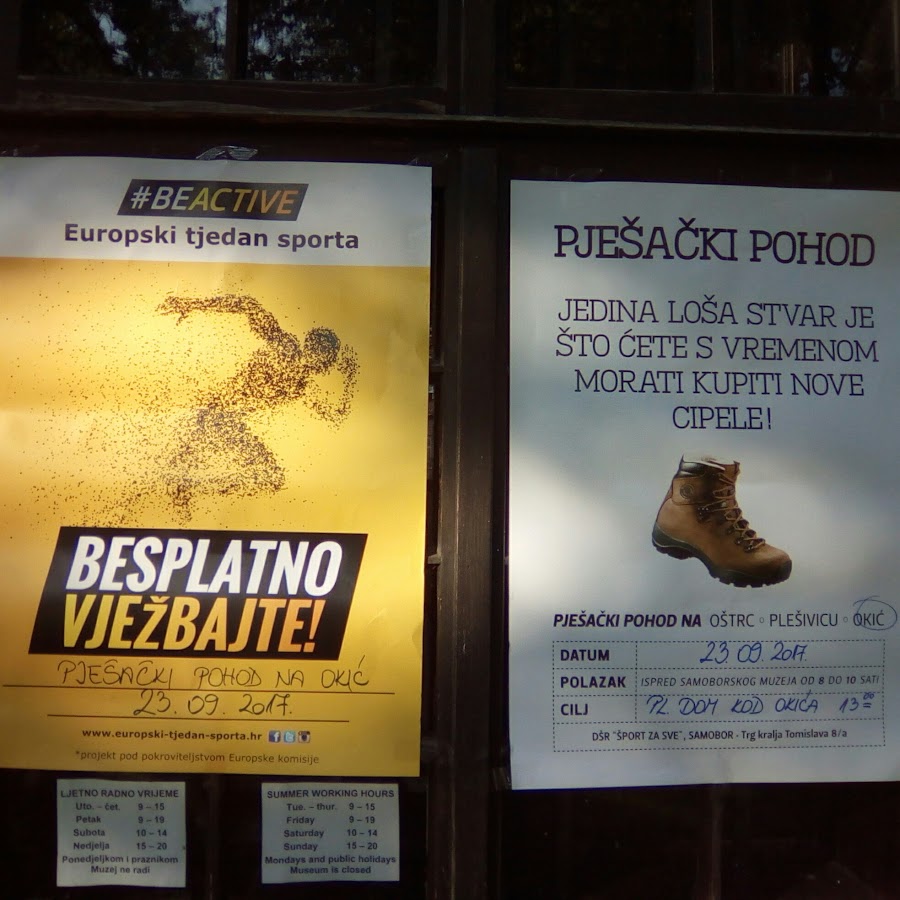 #BEACTIVE
Europski tjedan sporta
BESPLATNO
VJEŽBAJTE!
PJEŠAČKI POHOD NA OKIĆ
23. 09. 2017.
www.europski-tjedan-sporta.hr
*projekt pod pokroviteljstvom Europske komisije
PJEŠAČKI POHOD
JEDINA LOŠA STVAR JE
ŠTO ĆETE S VREMENOM
MORATI KUPITI NOVE
CIPELE!
PJEŠAČKI POHOD NA OŠTRC ◦ PLEŠIVICU ◦ OKIĆ
DATUM 23. 09. 2017.
POLAZAK ISPRED SAMOBORSKOG MUZEJA OD 8 DO 10 SATI
CILJ PL. DOM KOD OKIĆA 13⁰⁰
DŠR "ŠPORT ZA SVE", SAMOBOR - Trg kralja Tomislava 8/a
LJETNO RADNO VRIJEME
Uto. – čet. 9 – 15
Petak 9 – 19
Subota 10 – 14
Nedjelja 15 – 20
Ponedjeljkom i praznikom
Muzej ne radi
SUMMER WORKING HOURS
Tue. – thur. 9 – 15
Friday 9 – 19
Saturday 10 – 14
Sunday 15 – 20
Mondays and public holidays
Museum is closed